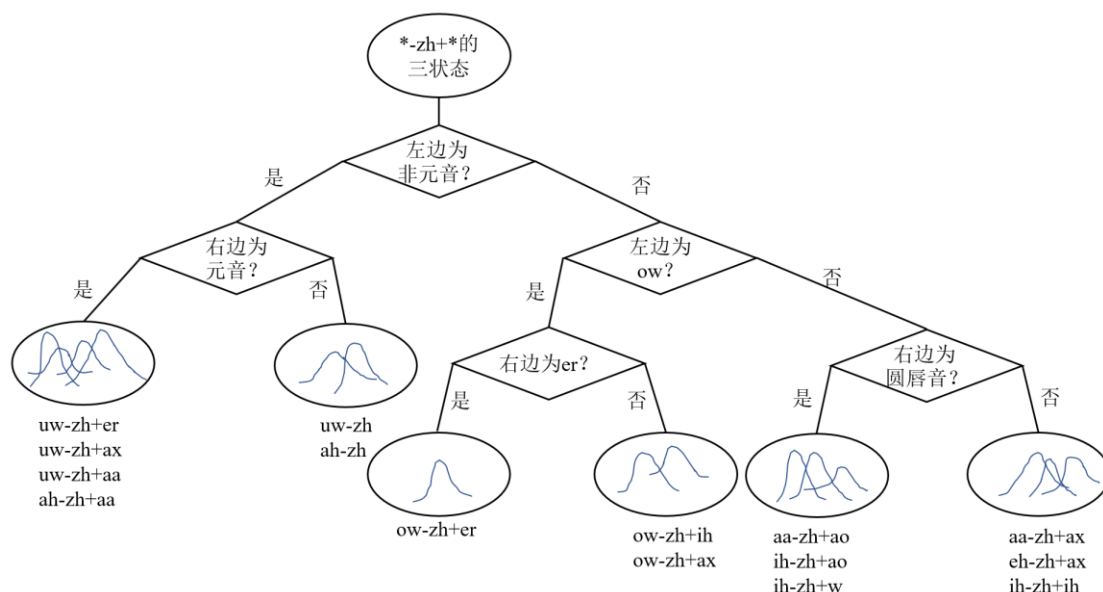 *-zh+*的
三状态
左边为
非元音?
是
否
右边为
元音?
左边为
ow?
是
否
是
否
右边为er?
右边为
圆唇音?
是
否
是
否
uw-zh+er
uw-zh+ax
uw-zh+aa
ah-zh+aa
uw-zh
ah-zh
ow-zh+er
ow-zh+ih
ow-zh+ax
aa-zh+ao
ih-zh+ao
ih-zh+w
aa-zh+ax
eh-zh+ax
ih-zh+ih